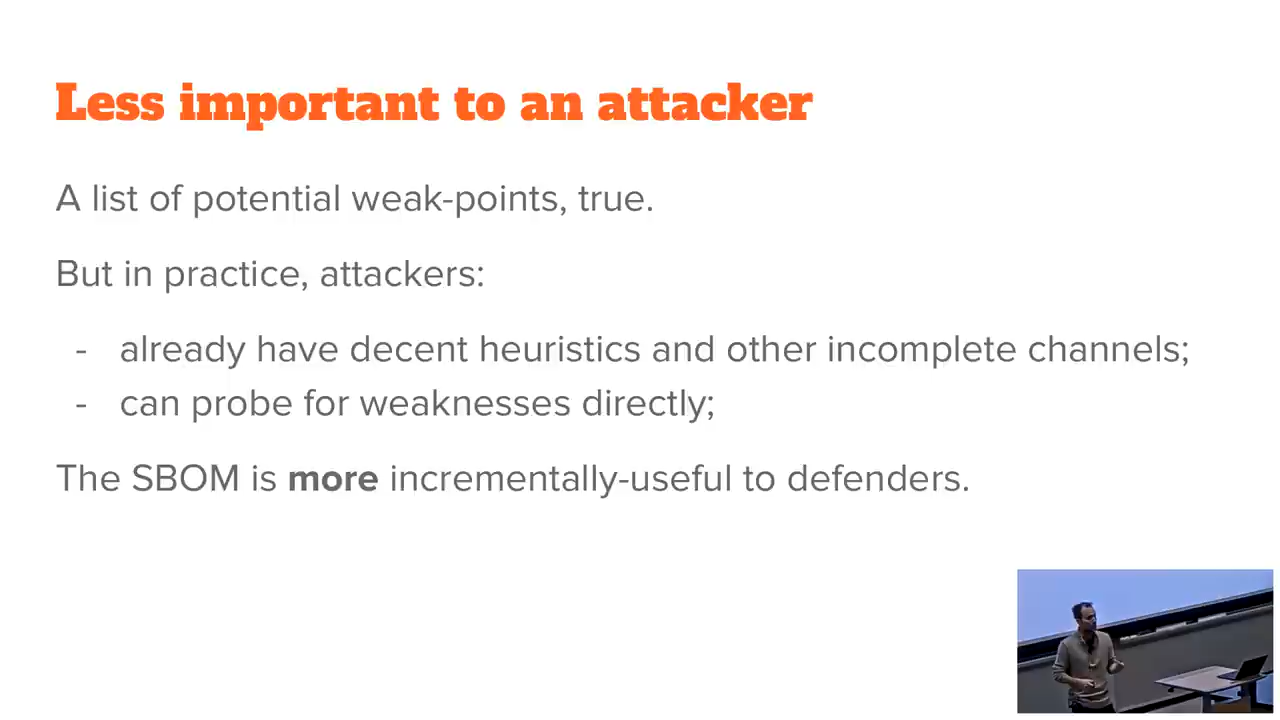 Less important to an attacker
A list of potential weak-points, true.
But in practice, attackers:
- already have decent heuristics and other incomplete channels;
- can probe for weaknesses directly;
The SBOM is more incrementally-useful to defenders.